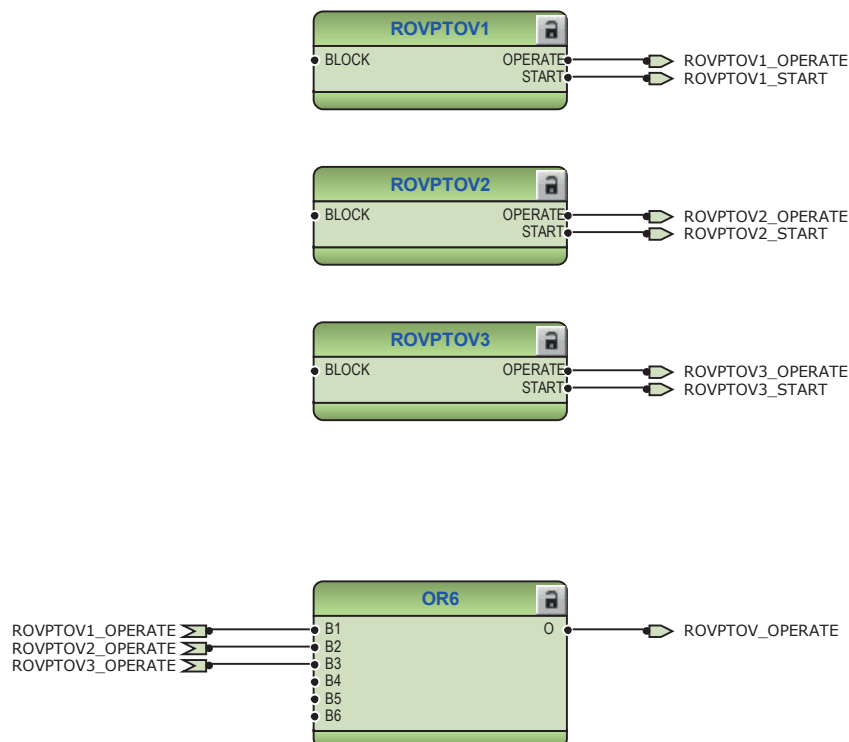 ROVPTOV1
BLOCK OPERATE ROVPTOV1_OPERATE
START ROVPTOV1_START
ROVPTOV2
BLOCK OPERATE ROVPTOV2_OPERATE
START ROVPTOV2_START
ROVPTOV3
BLOCK OPERATE ROVPTOV3_OPERATE
START ROVPTOV3_START
OR6
ROVPTOV1_OPERATE B1 O ROVPTOV_OPERATE
ROVPTOV2_OPERATE B2
ROVPTOV3_OPERATE B3
B4
B5
B6